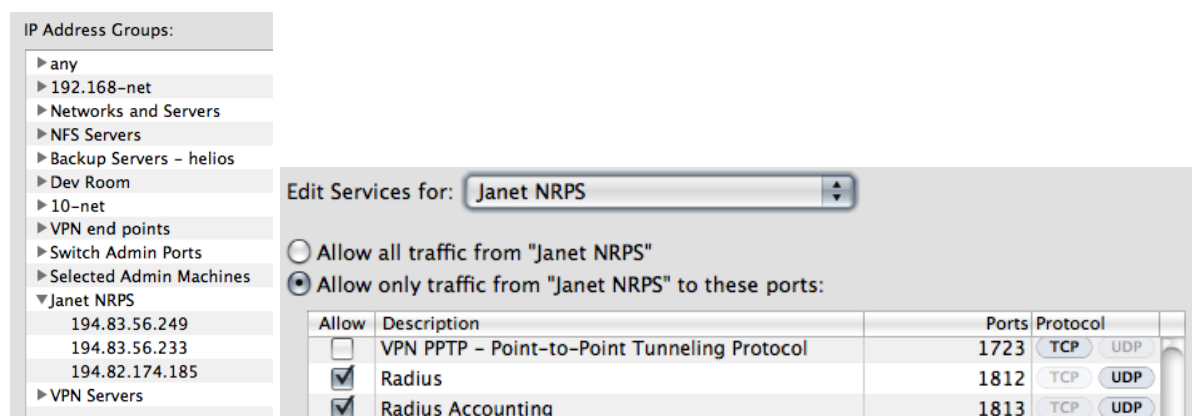 IP Address Groups:
any
192.168-net
Networks and Servers
NFS Servers
Backup Servers - helios
Dev Room
10-net
VPN end points
Switch Admin Ports
Selected Admin Machines
Janet NRPS
194.83.56.249
194.83.56.233
194.82.174.185
VPN Servers
Edit Services for: Janet NRPS
Allow all traffic from "Janet NRPS"
Allow only traffic from "Janet NRPS" to these ports:
Allow Description Ports Protocol
VPN PPTP - Point-to-Point Tunneling Protocol 1723 TCP UDP
Radius 1812 TCP UDP
Radius Accounting 1813 TCP UDP